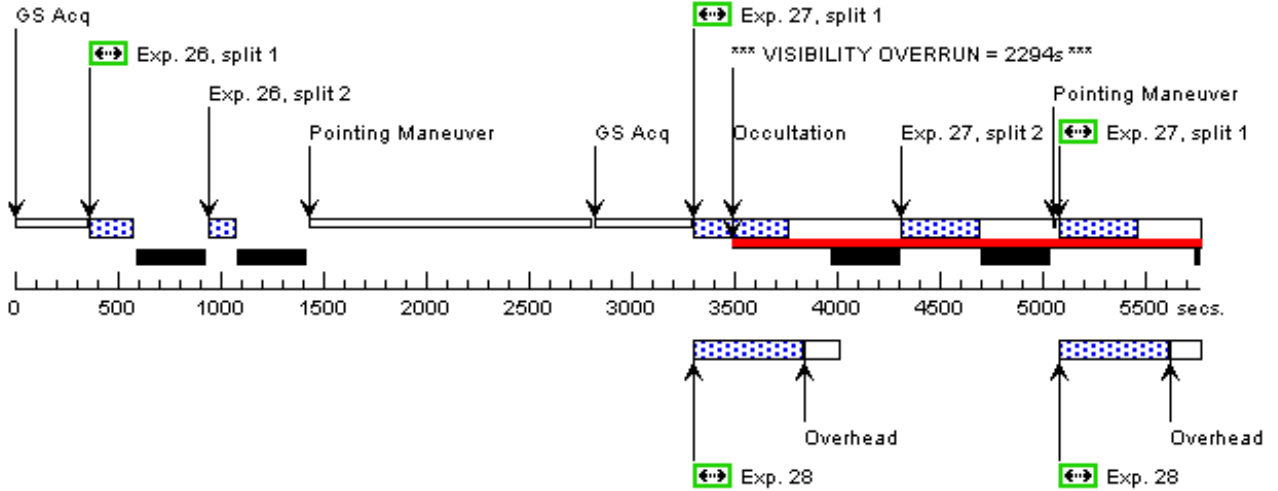 GS Acq
Exp. 27, split 1
Exp. 26, split 1
*** VISIBILITY OVERRUN = 2294s ***
Exp. 26, split 2
Pointing Maneuver
Pointing Maneuver
GS Acq
Occultation
Exp. 27, split 2
Exp. 27, split 1
0 500 1000 1500 2000 2500 3000 3500 4000 4500 5000 5500 secs.
Overhead
Overhead
Exp. 28
Exp. 28